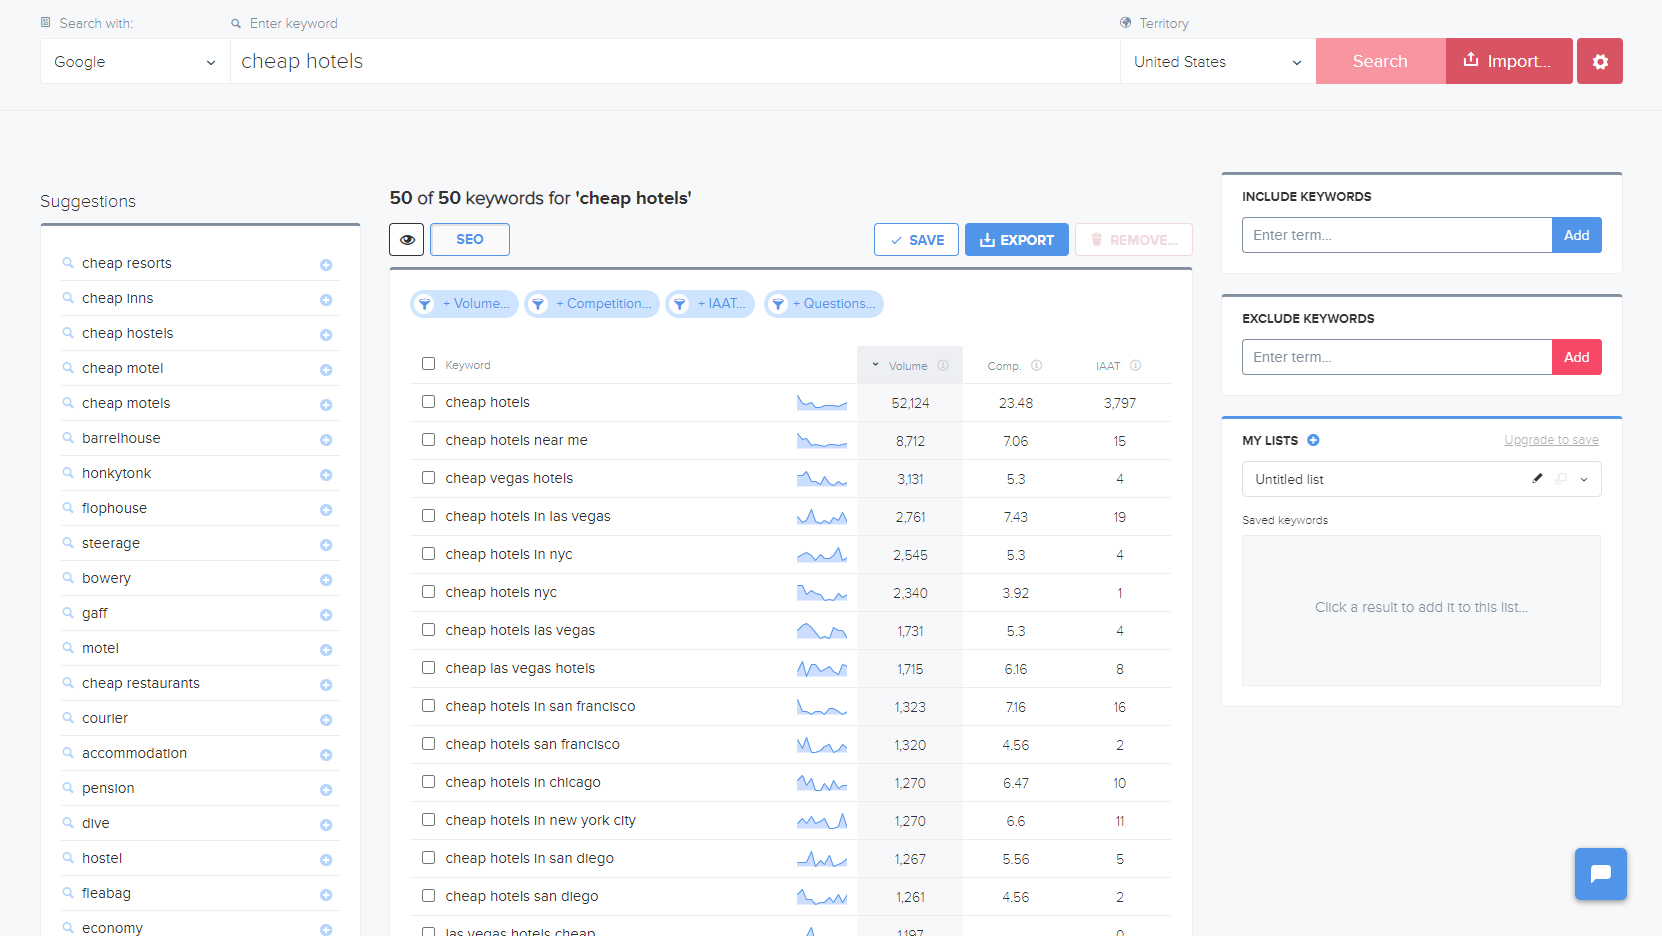 Search with:
Enter keyword
Territory
Google
cheap hotels
United States
Search
Import...
Suggestions
cheap resorts
cheap inns
cheap hostels
cheap motel
cheap motels
barrelhouse
honkytonk
flophouse
steerage
bowery
gaff
motel
cheap restaurants
courier
accommodation
pension
dive
hostel
fleabag
economy
50 of 50 keywords for 'cheap hotels'
SEO
SAVE
EXPORT
REMOVE...
+ Volume...
+ Competition...
+ IAAT...
+ Questions...
Keyword Volume Comp. IAAT
cheap hotels 52,124 23.48 3,797
cheap hotels near me 8,712 7.06 15
cheap vegas hotels 3,131 5.3 4
cheap hotels in las vegas 2,761 7.43 19
cheap hotels in nyc 2,545 5.3 4
cheap hotels nyc 2,340 3.92 1
cheap hotels las vegas 1,731 5.3 4
cheap las vegas hotels 1,715 6.16 8
cheap hotels in san francisco 1,323 7.16 16
cheap hotels san francisco 1,320 4.56 2
cheap hotels in chicago 1,270 6.47 10
cheap hotels in new york city 1,270 6.6 11
cheap hotels in san diego 1,267 5.56 5
cheap hotels san diego 1,261 4.56 2
las vegas hotels cheap 1,197 0
INCLUDE KEYWORDS
Enter term...
Add
EXCLUDE KEYWORDS
Enter term...
Add
MY LISTS
Upgrade to save
Untitled list
Saved keywords
Click a result to add it to this list...